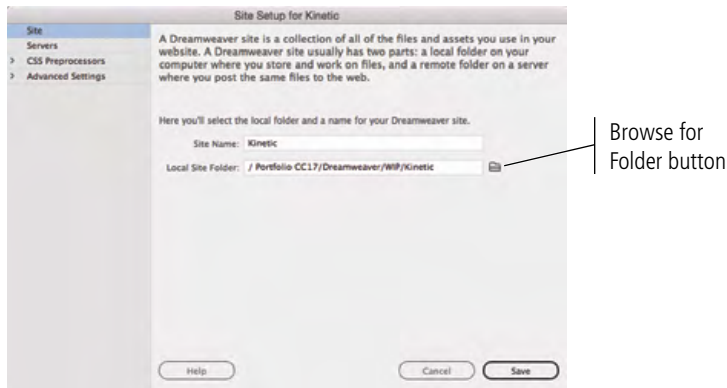 Site Setup for Kinetic
Site
Servers
CSS Preprocessors
Advanced Settings
A Dreamweaver site is a collection of all of the files and assets you use in your
website. A Dreamweaver site usually has two parts: a local folder on your
computer where you store and work on files, and a remote folder on a server
where you post the same files to the web.
Here you'll select the local folder and a name for your Dreamweaver site.
Site Name: Kinetic
Local Site Folder: / Portfolio CC17/Dreamweaver/WIP/Kinetic
Browse for
Folder button
Help
Cancel
Save